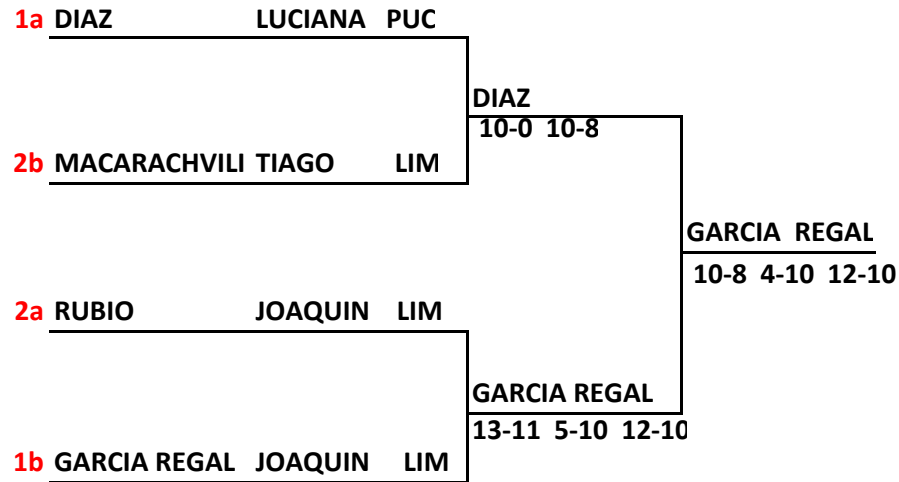 1a DIAZ LUCIANA PUC
DIAZ
10-0 10-8
2b MACARACHVILI TIAGO LIM
GARCIA REGAL
10-8 4-10 12-10
2a RUBIO JOAQUIN LIM
GARCIA REGAL
13-11 5-10 12-10
1b GARCIA REGAL JOAQUIN LIM